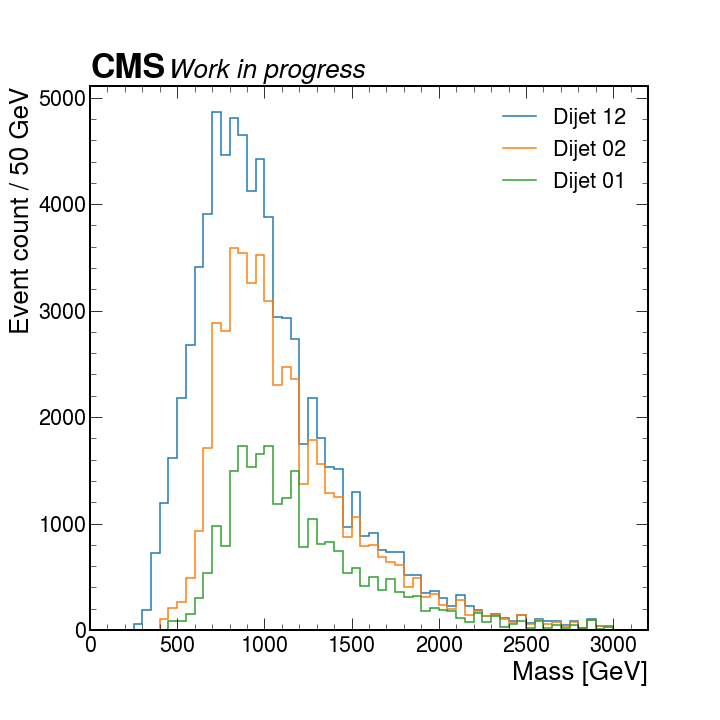 CMS Work in progress
Event count / 50 GeV
5000
4000
3000
2000
1000
0
Dijet 12
Dijet 02
Dijet 01
0 500 1000 1500 2000 2500 3000
Mass [GeV]